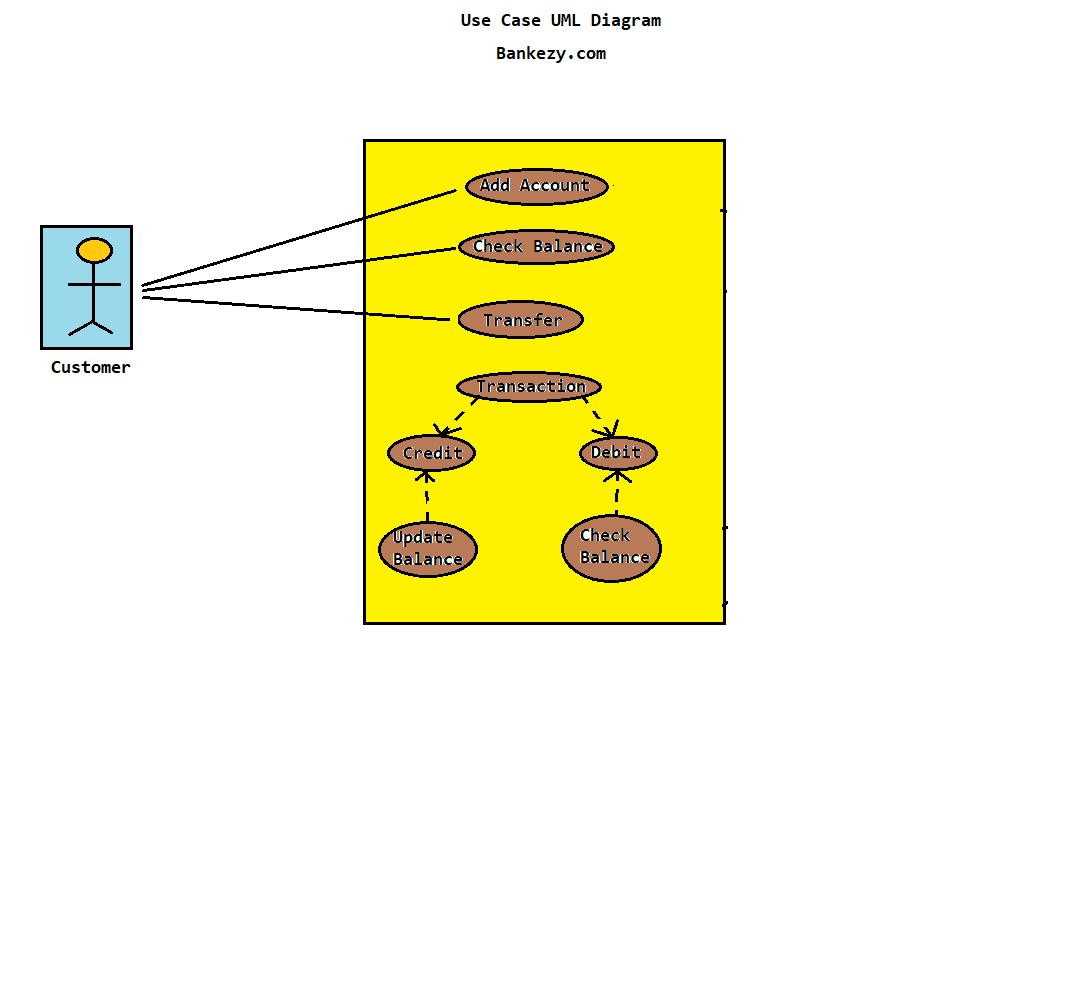 Use Case UML Diagram
Bankezy.com
Add Account
Check Balance
Transfer
Customer
Transaction
Credit
Debit
Update
Balance
Check
Balance